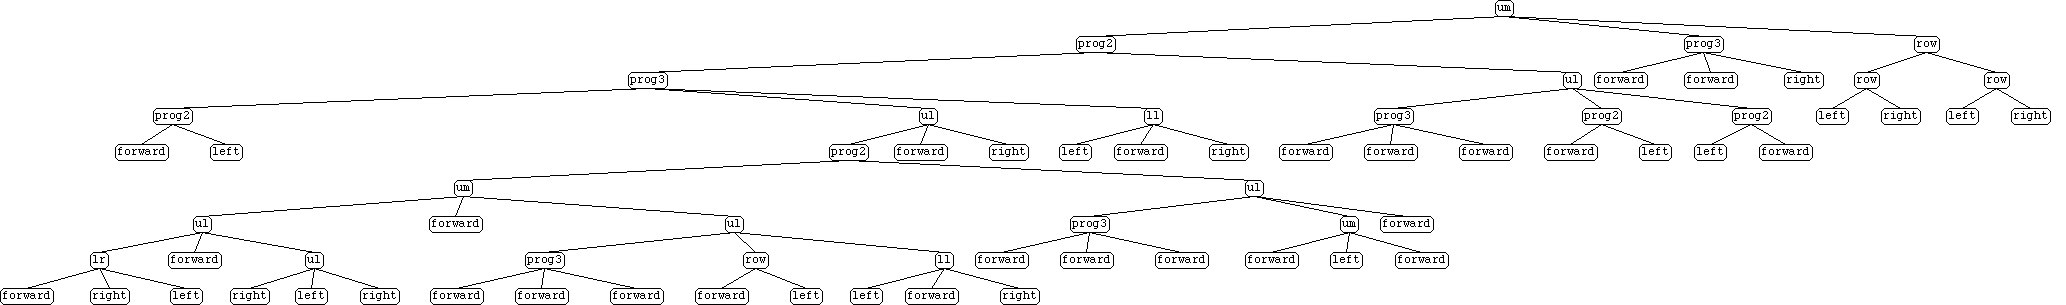 um
prog2 prog3 row
prog3 ul forward forward right row row
prog2 ul ll prog3 prog2 prog2 left right left right
forward left prog2 forward right left forward right forward forward forward forward left left forward
um ul
ul forward ul prog3 um forward
lr forward ul prog3 row ll forward forward forward forward left forward
forward right left right left right forward forward forward forward left left forward right